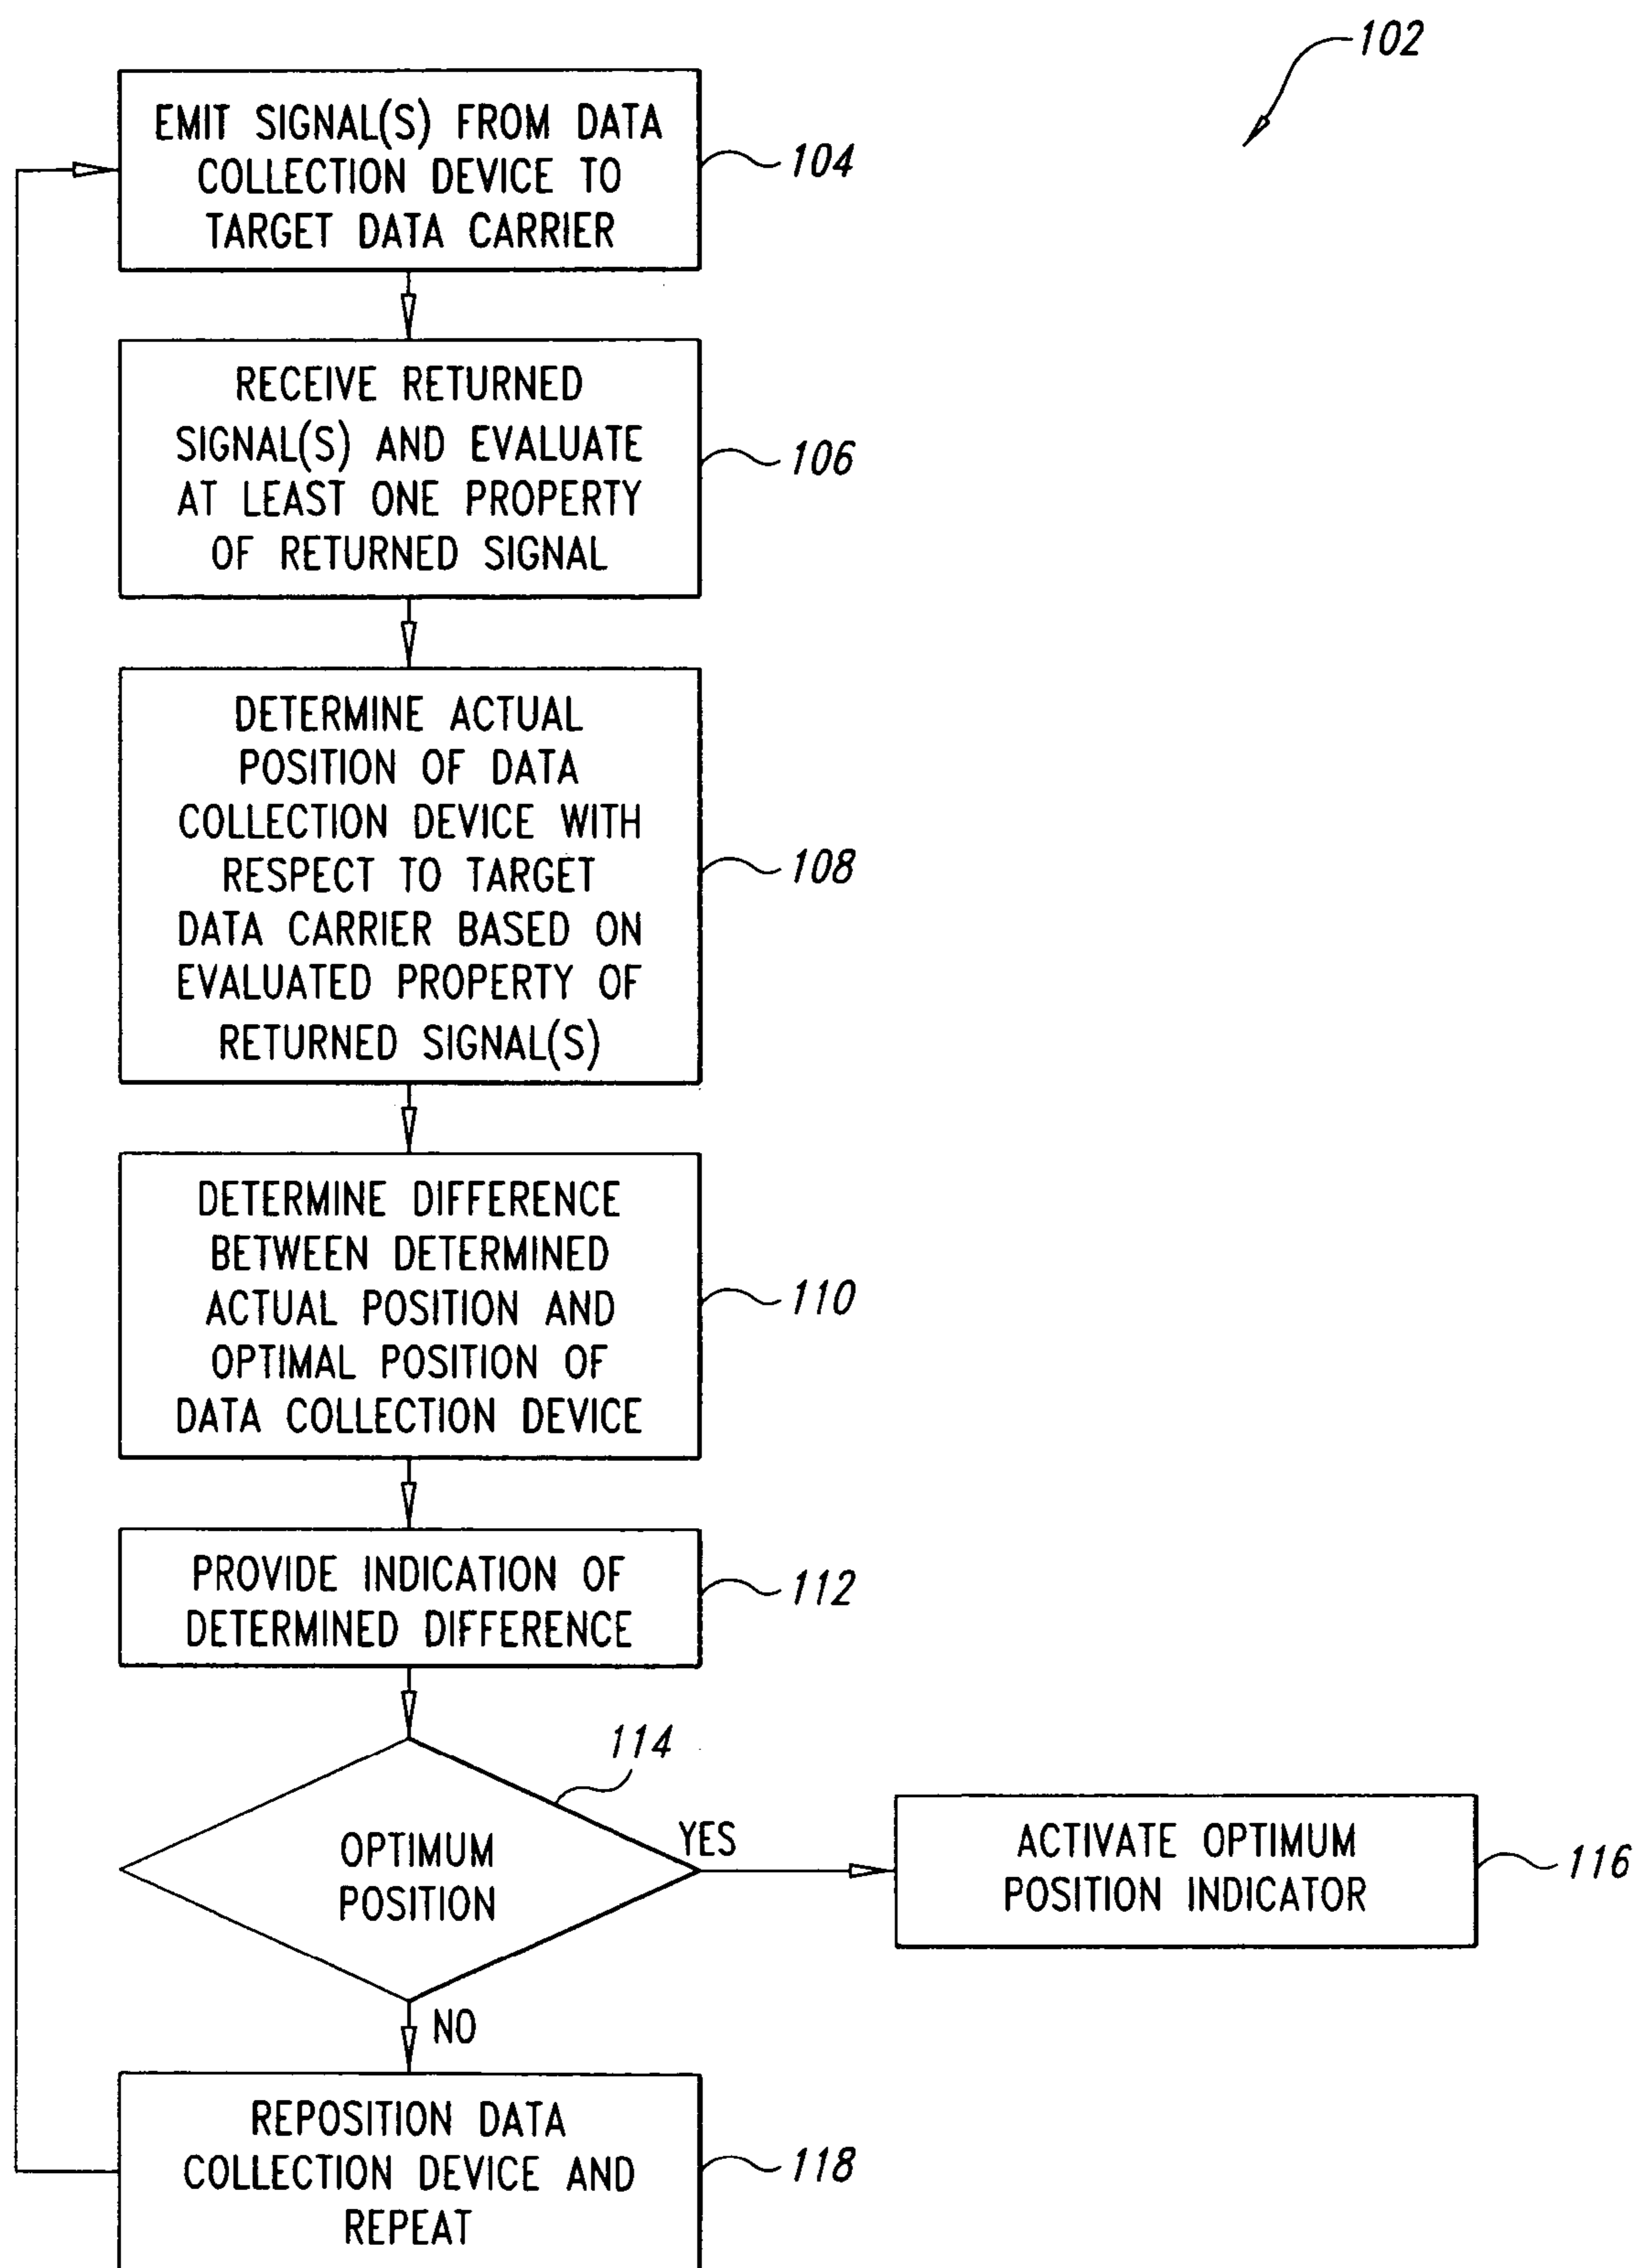 102
EMIT SIGNAL(S) FROM DATA
COLLECTION DEVICE TO
TARGET DATA CARRIER
104
RECEIVE RETURNED
SIGNAL(S) AND EVALUATE
AT LEAST ONE PROPERTY
OF RETURNED SIGNAL
106
DETERMINE ACTUAL
POSITION OF DATA
COLLECTION DEVICE WITH
RESPECT TO TARGET
DATA CARRIER BASED ON
EVALUATED PROPERTY OF
RETURNED SIGNAL(S)
108
DETERMINE DIFFERENCE
BETWEEN DETERMINED
ACTUAL POSITION AND
OPTIMAL POSITION OF
DATA COLLECTION DEVICE
110
PROVIDE INDICATION OF
DETERMINED DIFFERENCE
112
114
OPTIMUM
POSITION
YES
ACTIVATE OPTIMUM
POSITION INDICATOR
116
NO
REPOSITION DATA
COLLECTION DEVICE AND
REPEAT
118